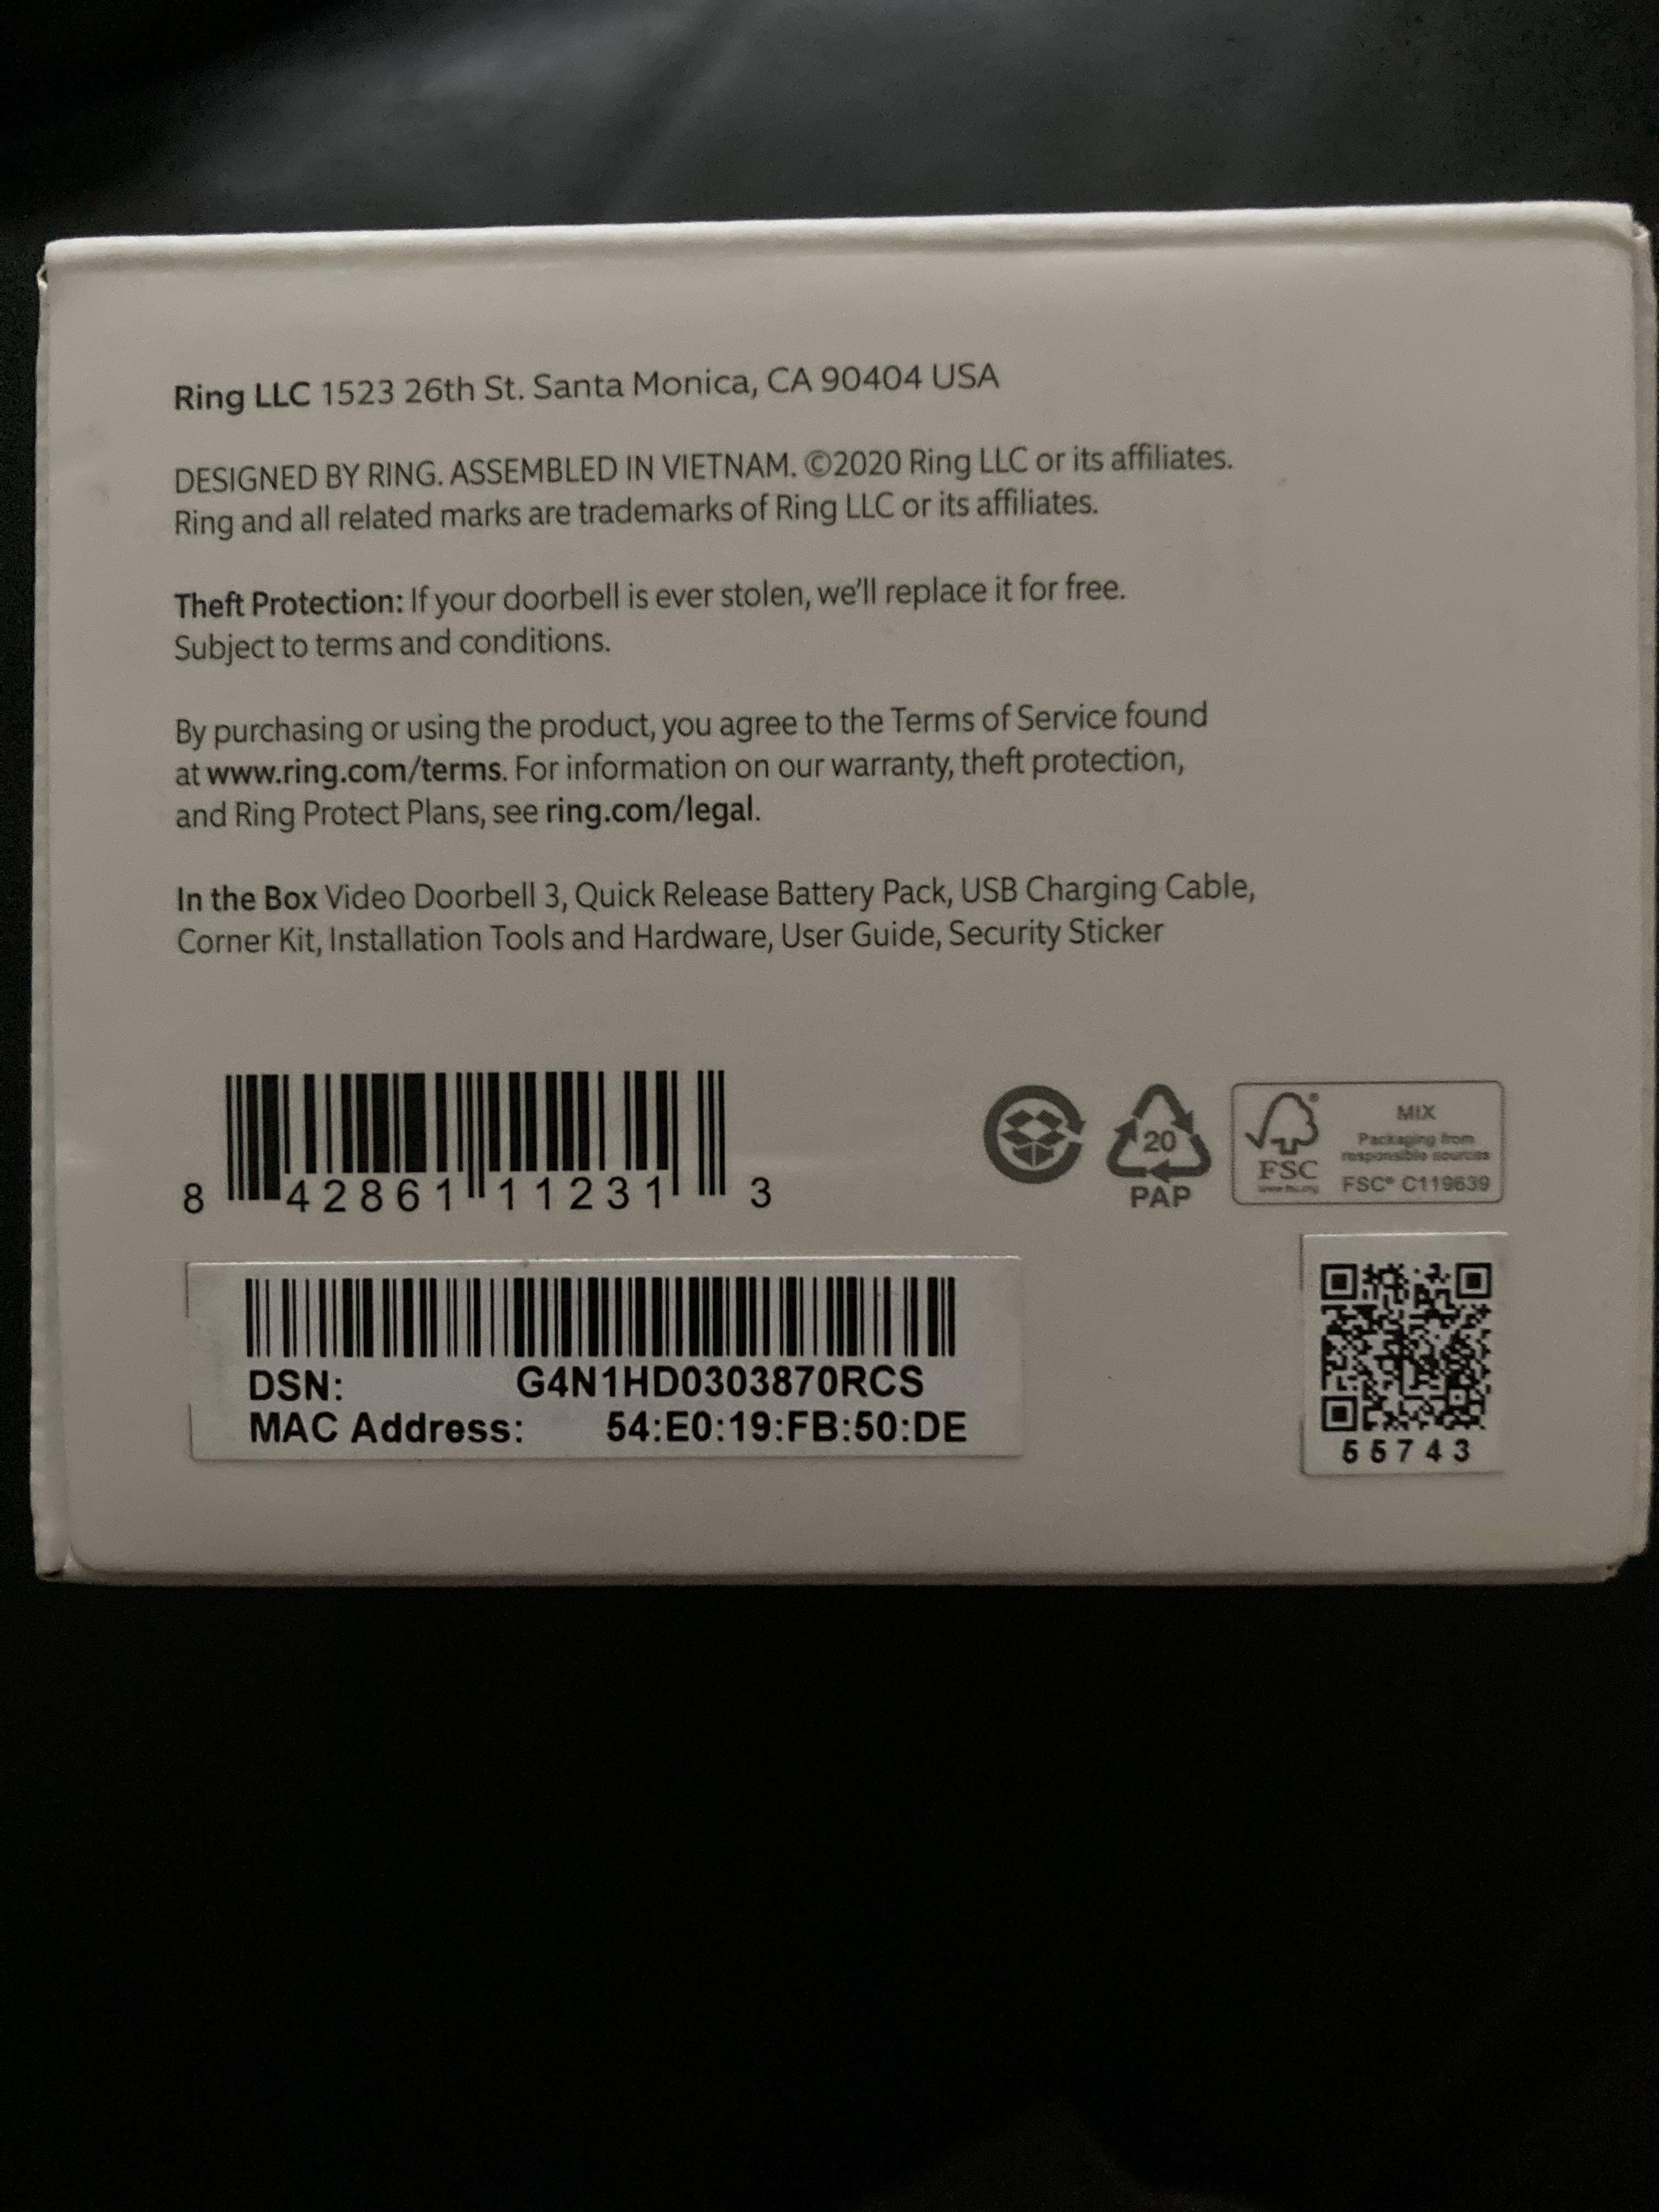 Ring LLC 1523 26th St. Santa Monica, CA 90404 USA
DESIGNED BY RING. ASSEMBLED IN VIETNAM. ©2020 Ring LLC or its affiliates.
Ring and all related marks are trademarks of Ring LLC or its affiliates.
Theft Protection: If your doorbell is ever stolen, we'll replace it for free.
Subject to terms and conditions.
By purchasing or using the product, you agree to the Terms of Service found
at www.ring.com/terms. For information on our warranty, theft protection,
and Ring Protect Plans, see ring.com/legal.
In the Box Video Doorbell 3, Quick Release Battery Pack, USB Charging Cable,
Corner Kit, Installation Tools and Hardware, User Guide, Security Sticker
8 42861 11231 3
20
PAP
FSC
www.fsc.org
MIX
Packaging from
responsible sources
FSC® C119639
DSN: G4N1HD0303870RCS
MAC Address: 54:E0:19:FB:50:DE
55743